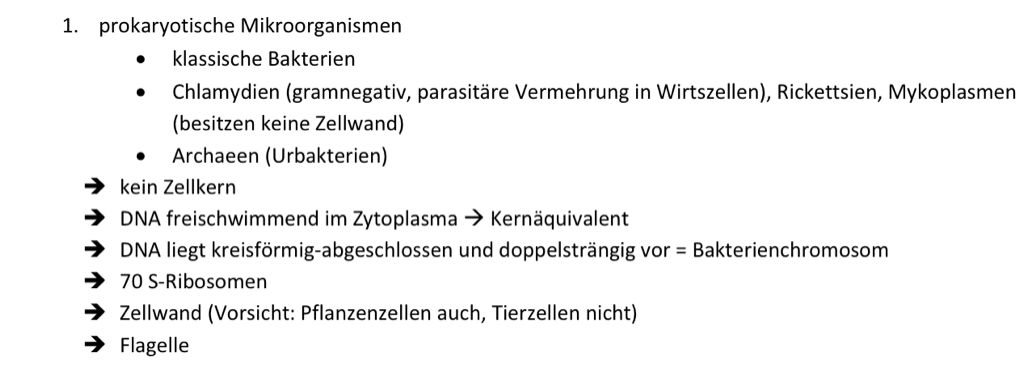 1. prokaryotische Mikroorganismen
• klassische Bakterien
• Chlamydien (gramnegativ, parasitäre Vermehrung in Wirtszellen), Rickettsien, Mykoplasmen
(besitzen keine Zellwand)
• Archaeen (Urbakterien)
➔ kein Zellkern
➔ DNA freischwimmend im Zytoplasma → Kernäquivalent
➔ DNA liegt kreisförmig-abgeschlossen und doppelsträngig vor = Bakterienchromosom
➔ 70 S-Ribosomen
➔ Zellwand (Vorsicht: Pflanzenzellen auch, Tierzellen nicht)
➔ Flagelle